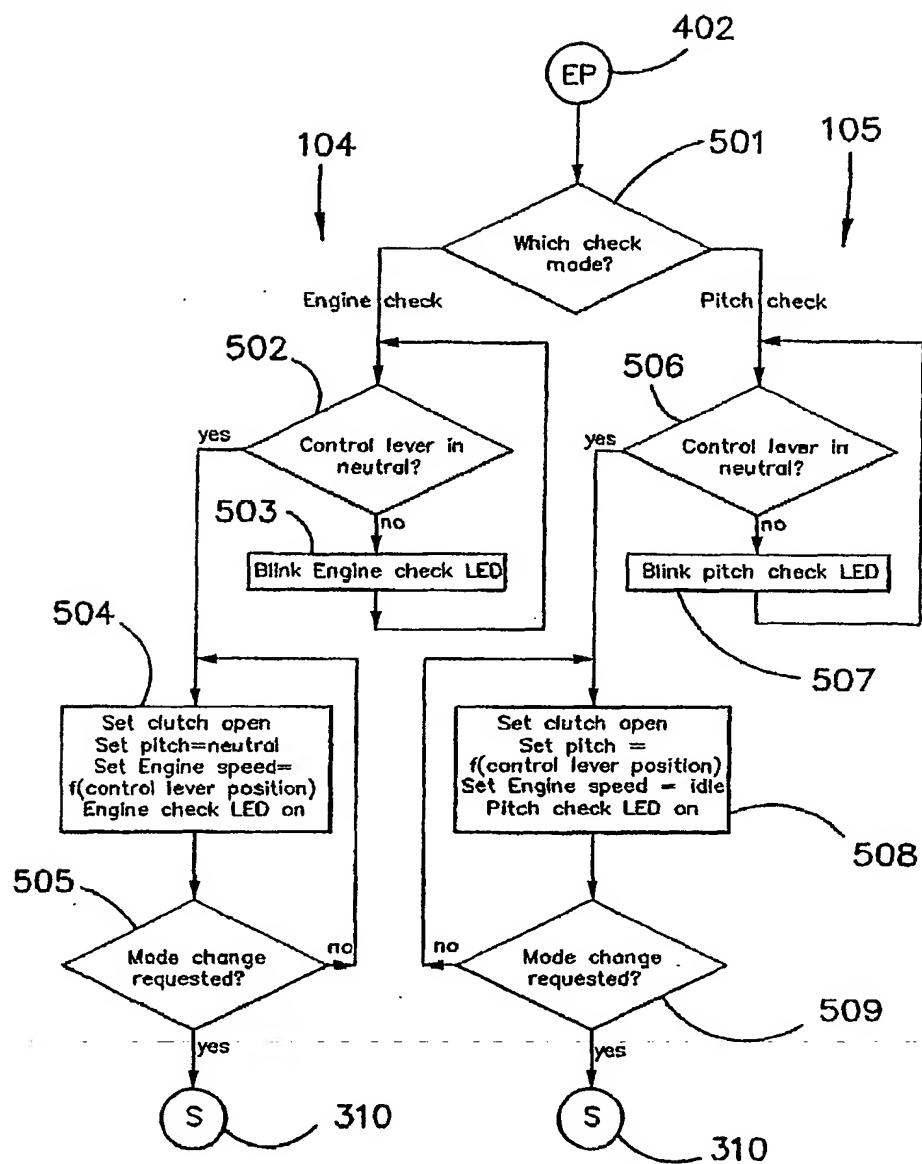 402
EP
104
501
105
Which check
mode?
Engine check
Pitch check
502
506
yes
Control lever in
neutral?
yes
Control lever in
neutral?
503
no
no
Blink Engine check LED
Blink pitch check LED
504
507
Set clutch open
Set pitch=neutral
Set Engine speed=
f(control lever position)
Engine check LED on
Set clutch open
Set pitch =
f(control lever position)
Set Engine speed = idle
Pitch check LED on
508
505
Mode change
requested?
no
no
Mode change
requested?
509
yes
yes
S
310
S
310